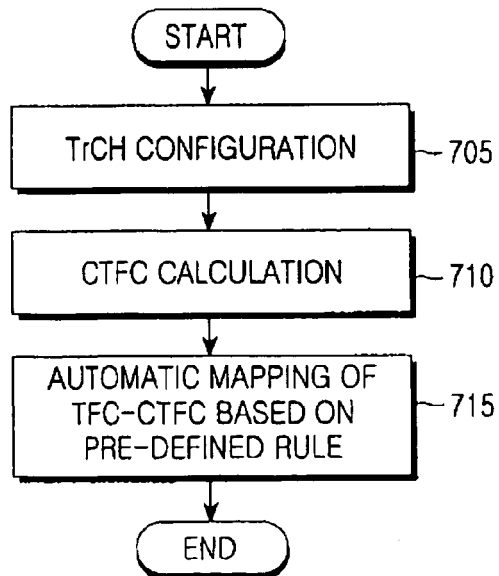 START
TrCH CONFIGURATION
705
CTFC CALCULATION
710
AUTOMATIC MAPPING OF
TFC-CTFC BASED ON
PRE-DEFINED RULE
715
END